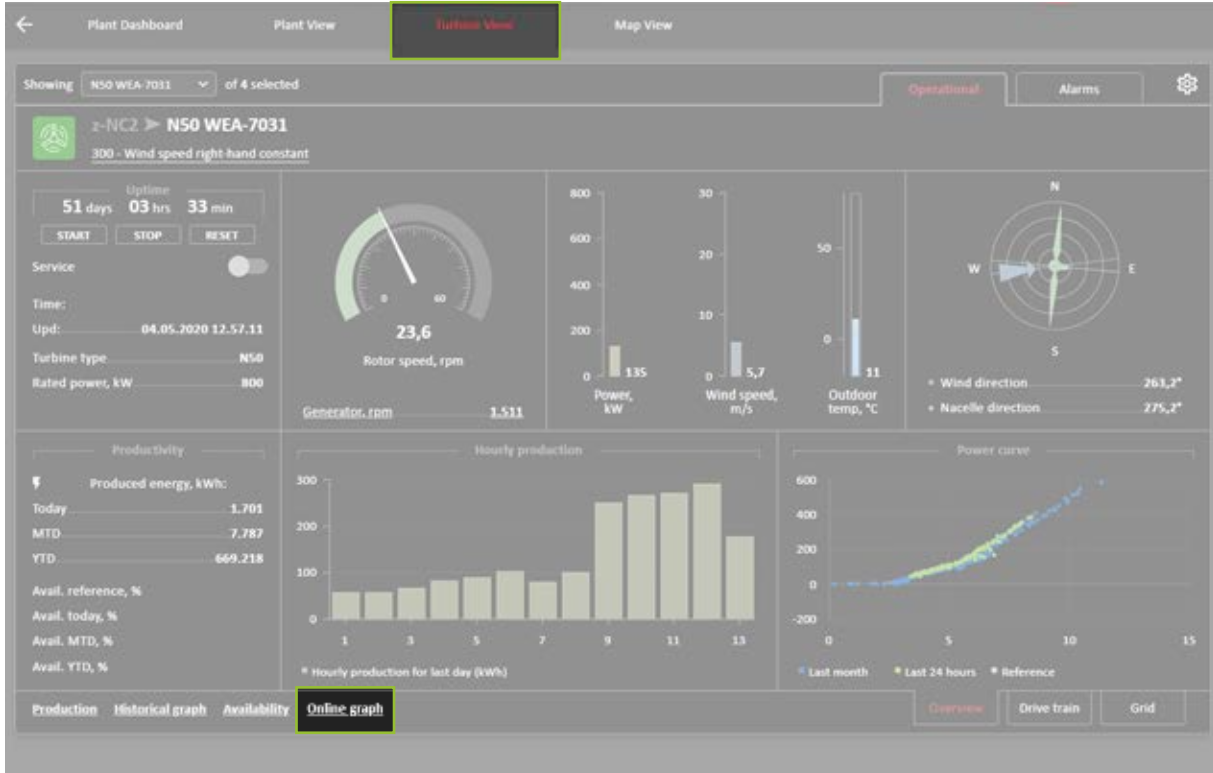 Plant Dashboard Plant View Turbine View Map View
Showing N50 WEA-7031 of 4 selected Operational Alarms
z-NC2 ➤ N50 WEA-7031
300 - Wind speed right-hand constant
Uptime
51 days 03 hrs 33 min
START STOP RESET
Service
Time:
Upd: 04.05.2020 12.57.11
Turbine type N50
Rated power, kW 800
0 60
23,6
Rotor speed, rpm
Generator, rpm 1.511
800
600
400
200
0
135
Power,
kW
30
20
10
0
5,7
Wind speed,
m/s
50
0
11
Outdoor
temp, °C
N
W E
S
Wind direction 263,2°
Nacelle direction 275,2°
Productivity
Produced energy, kWh:
Today 1.701
MTD 7.787
YTD 669.218
Avail. reference, %
Avail. today, %
Avail. MTD, %
Avail. YTD, %
Hourly production
300
200
100
0
1 3 5 7 9 11 13
Hourly production for last day (kWh)
Power curve
600
400
200
0
-200
0 5 10 15
Last month Last 24 hours Reference
Production Historical graph Availability Online graph
Overview Drive train Grid